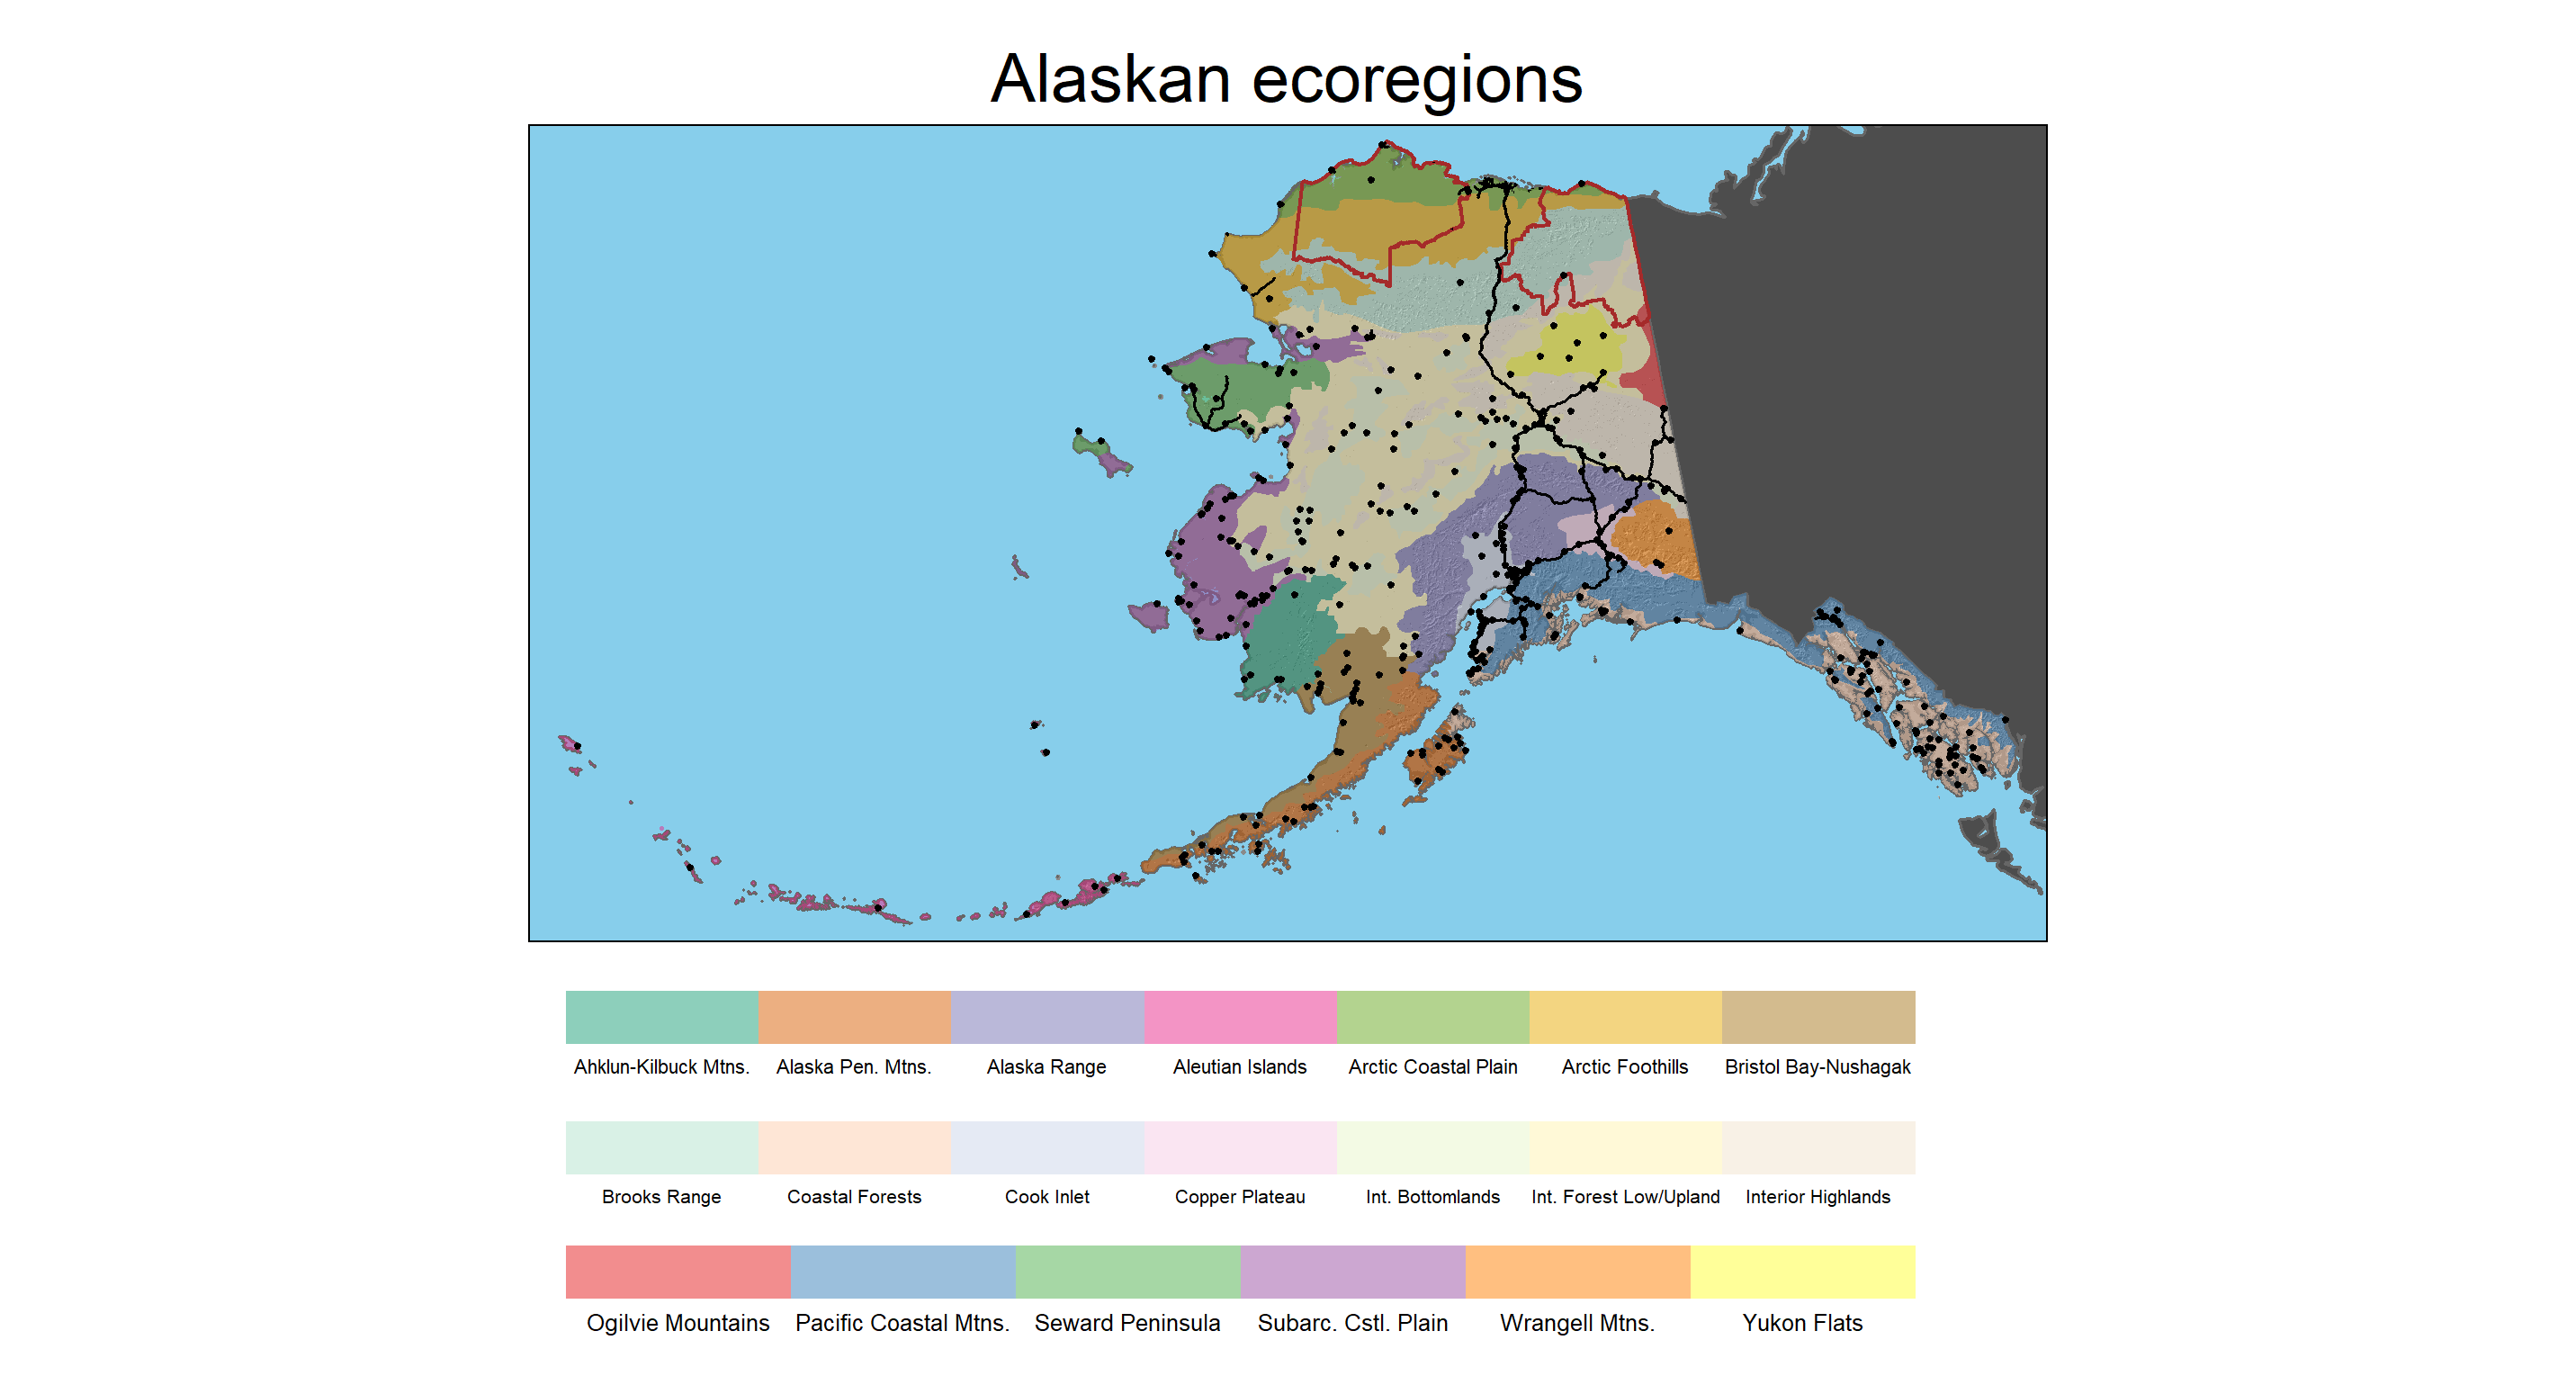 Alaskan ecoregions
Ahklun-Kilbuck Mtns. Alaska Pen. Mtns. Alaska Range Aleutian Islands Arctic Coastal Plain Arctic Foothills Bristol Bay-Nushagak
Brooks Range Coastal Forests Cook Inlet Copper Plateau Int. Bottomlands Int. Forest Low/Upland Interior Highlands
Ogilvie Mountains Pacific Coastal Mtns. Seward Peninsula Subarc. Cstl. Plain Wrangell Mtns. Yukon Flats